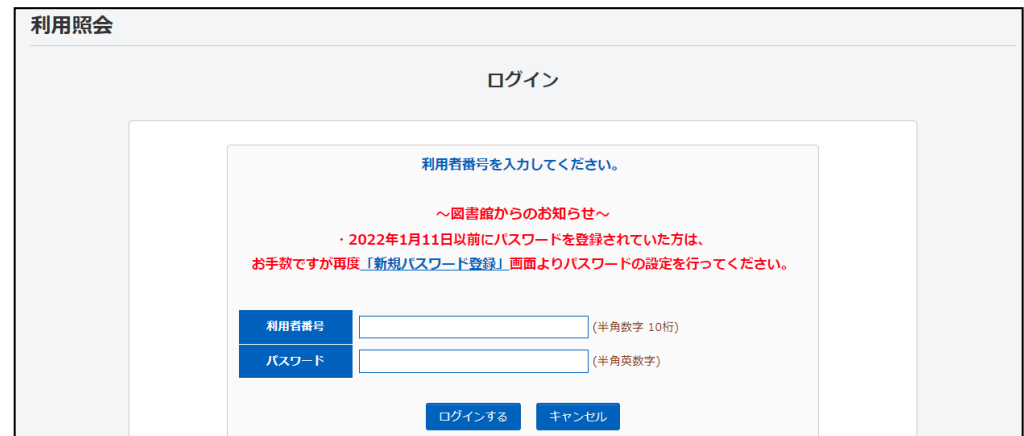 利用照会
ログイン
利用者番号を入力してください。
～図書館からのお知らせ～
・2022年1月11日以前にパスワードを登録されていた方は、
お手数ですが再度「新規パスワード登録」画面よりパスワードの設定を行ってください。
利用者番号 (半角数字 10桁)
パスワード (半角英数字)
ログインする キャンセル